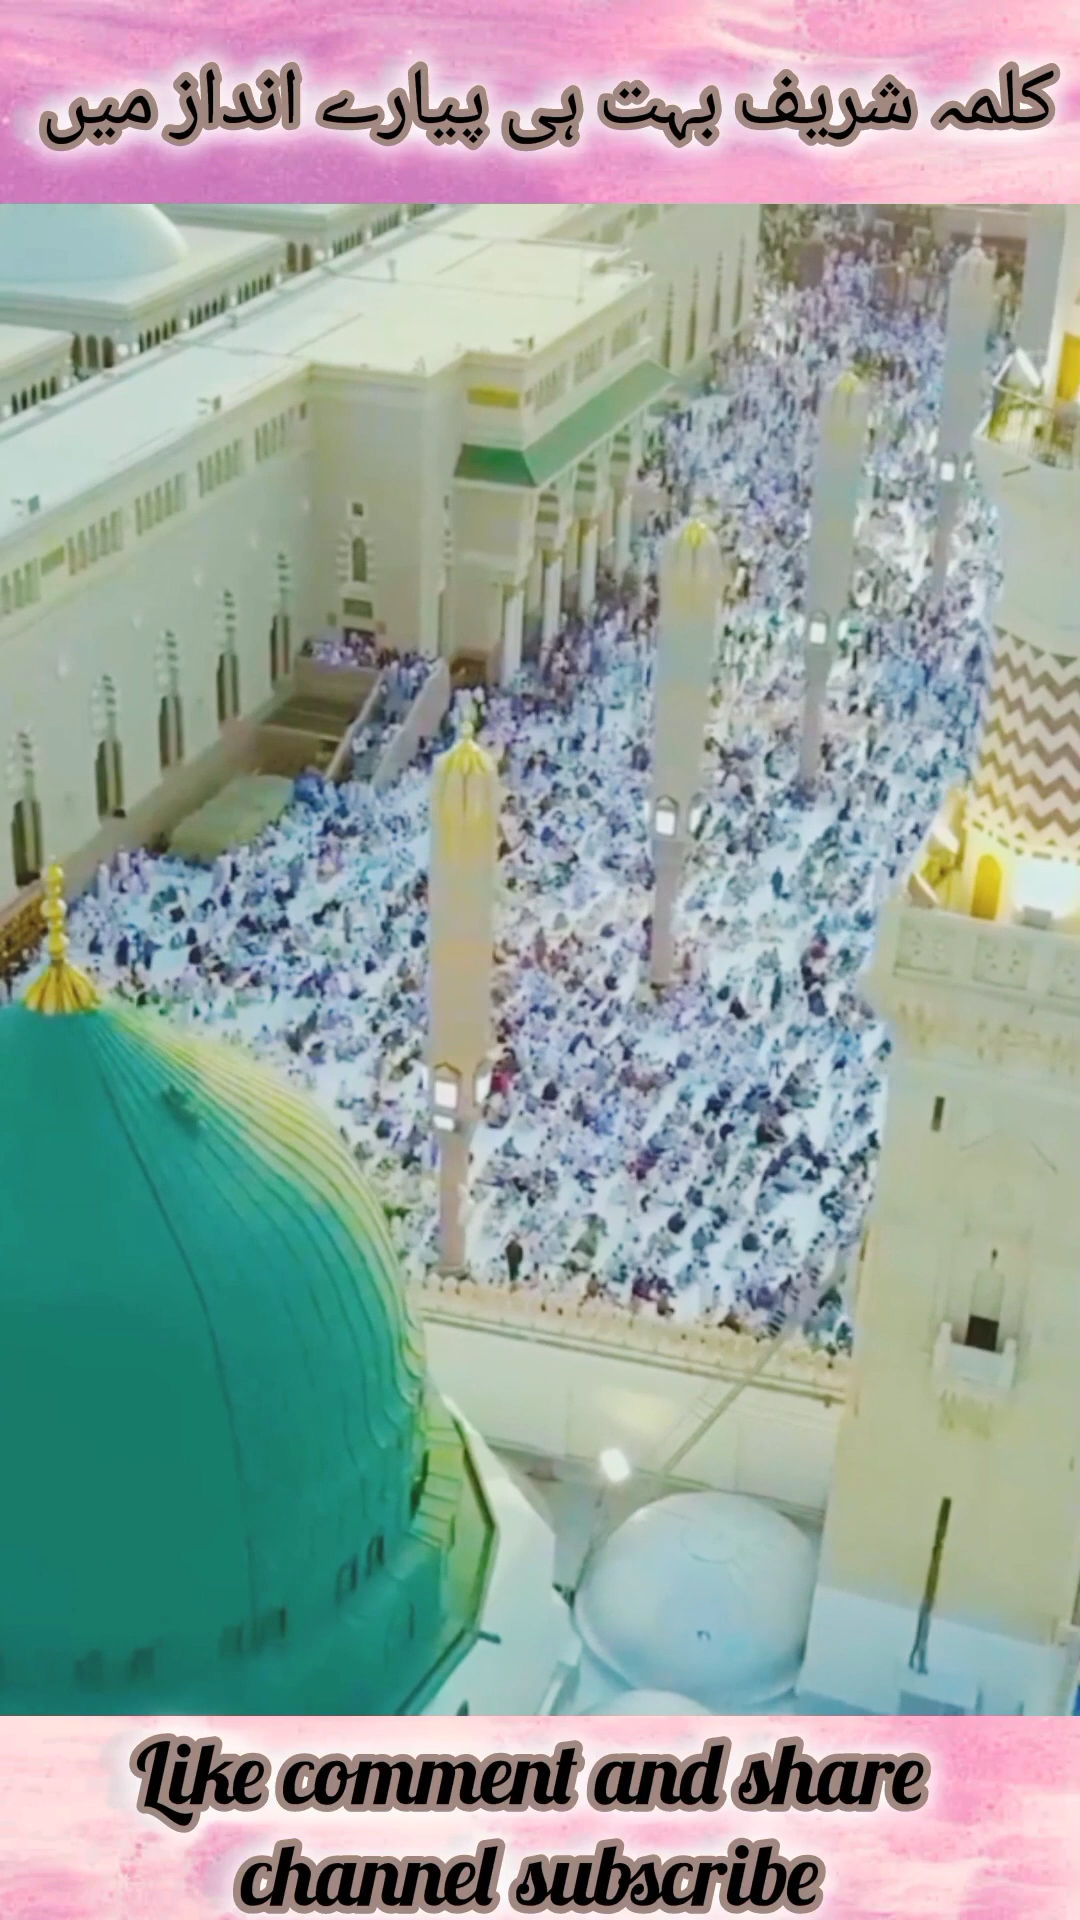 کلمہ شریف بہت ہی پیارے انداز میں
Like comment and share
channel subscribe